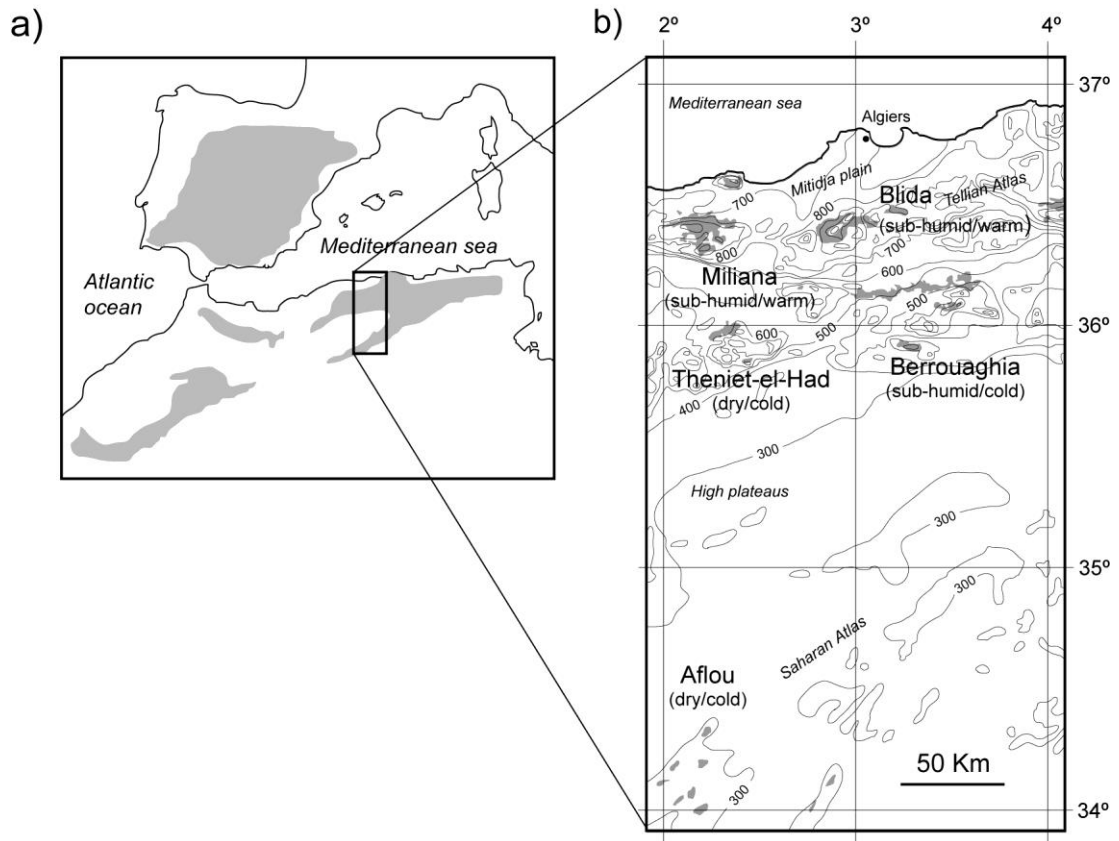 a)
Atlantic
ocean
Mediterranean sea
b)
2º
3º
4º
37º
Mediterranean sea
Algiers
Mitidja plain
Tellian Atlas
700
Blida
800
(sub-humid/warm)
700
800
600
Miliana
(sub-humid/warm)
500
500
36º
600
Theniet-el-Had
(dry/cold)
Berrouaghia
(sub-humid/cold)
400
300
High plateaus
300
35º
300
Saharan Atlas
Aflou
(dry/cold)
50 Km
300
34º